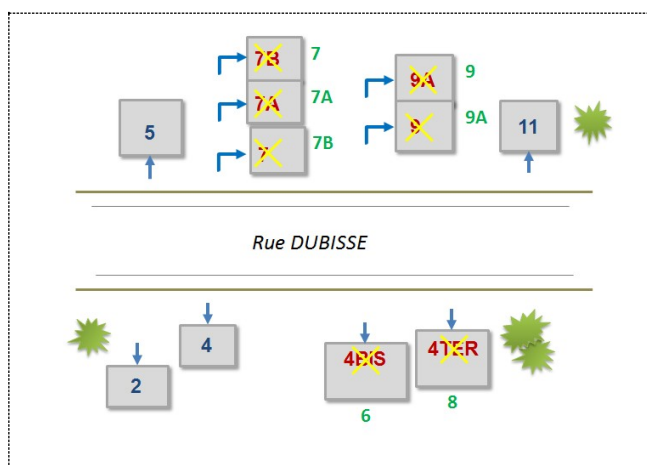 7B 7
7A 7A
7 7B
9A 9
9 9A
5
11
Rue DUBISSE
4
2
4BIS
4TER
6
8